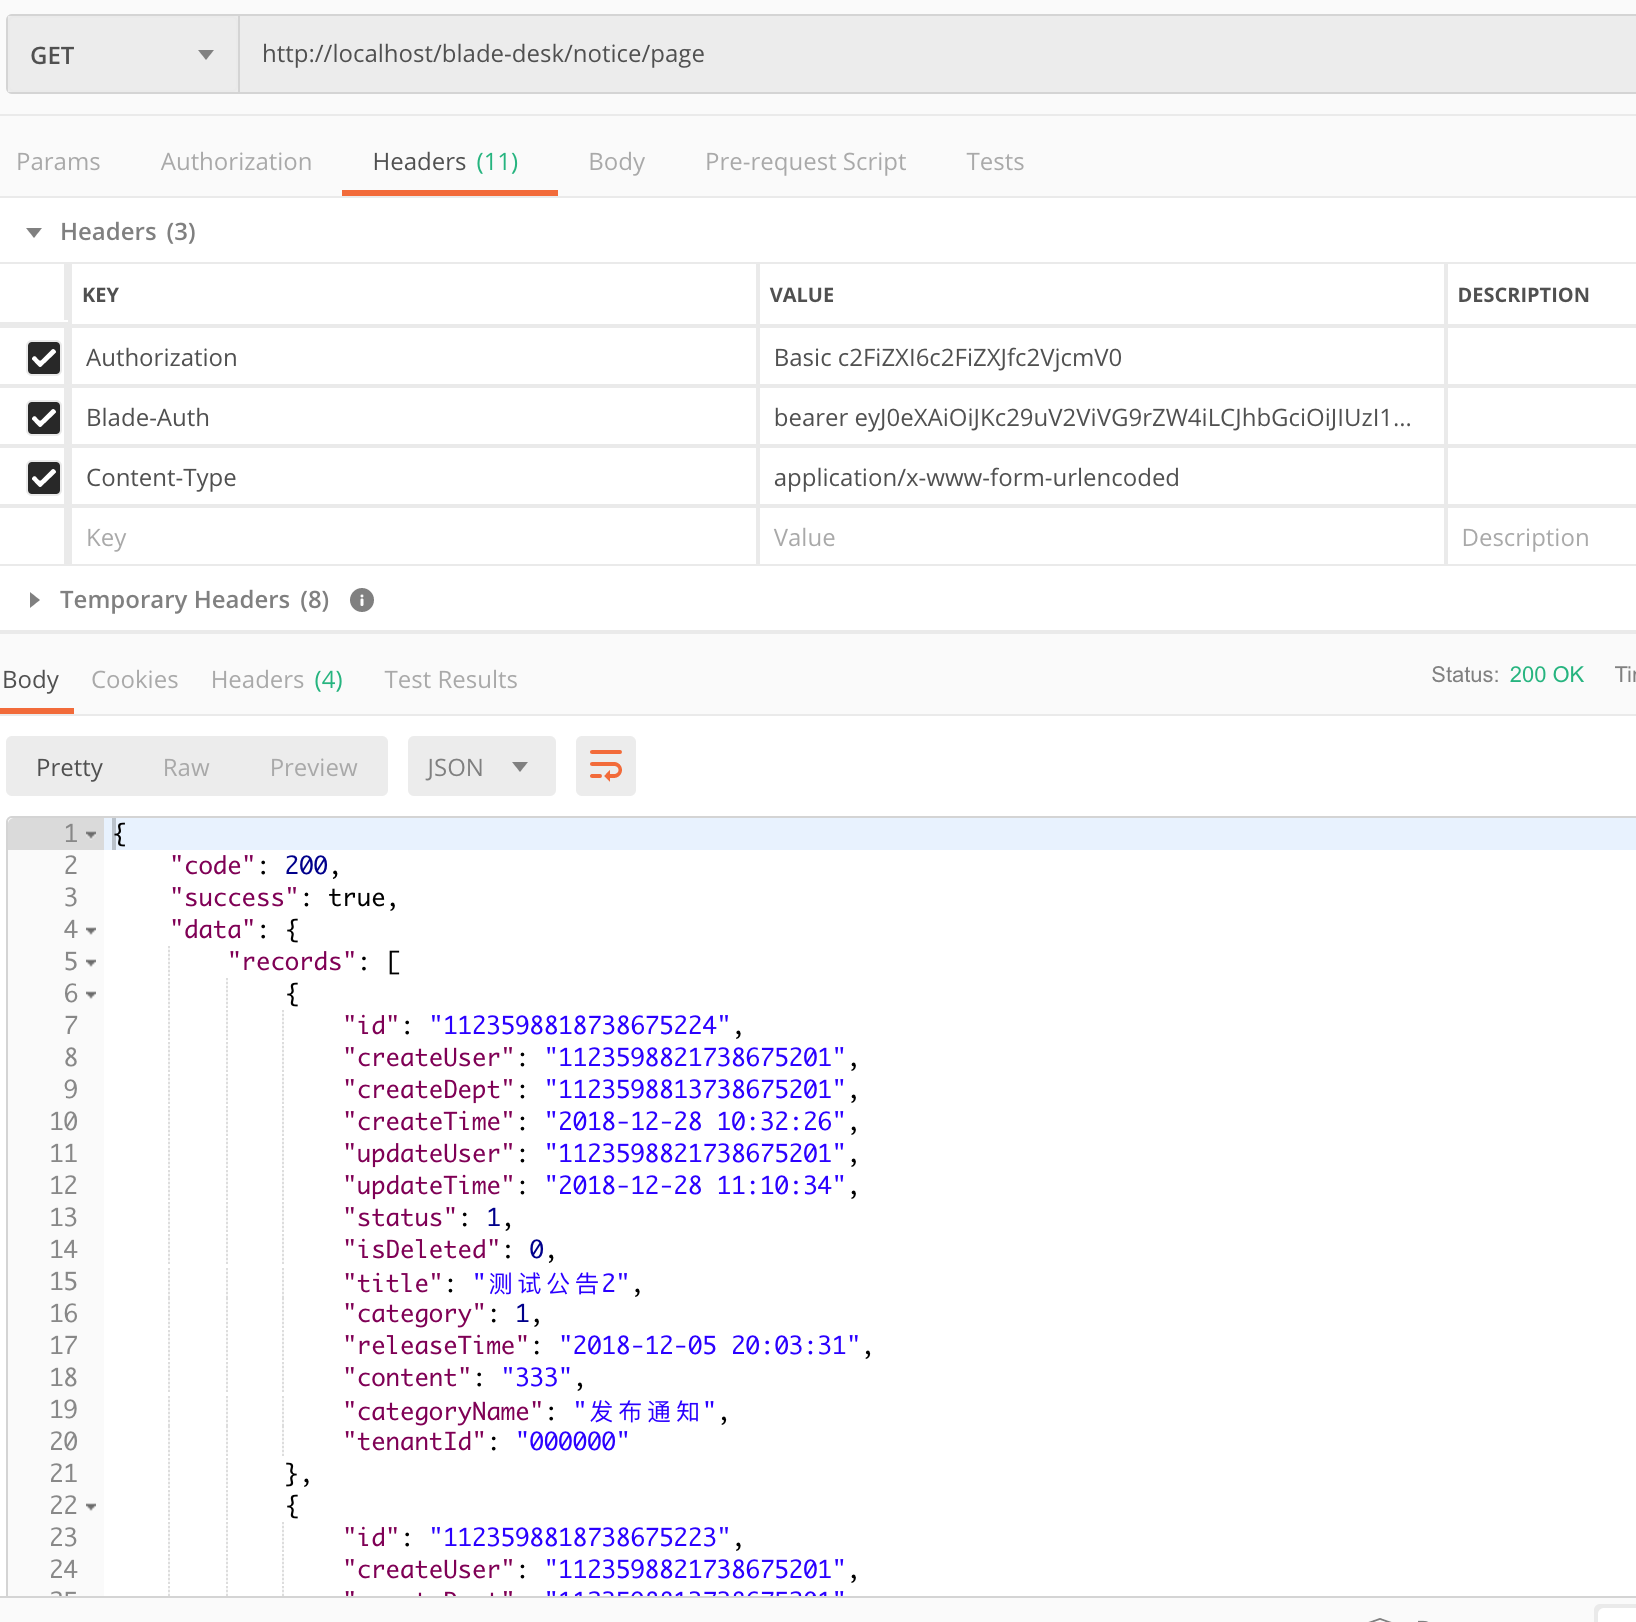 GET http://localhost/blade-desk/notice/page
Params Authorization Headers (11) Body Pre-request Script Tests
Headers (3)
KEY VALUE DESCRIPTION
Authorization Basic c2FiZXI6c2FiZXJfc2VjcmV0
Blade-Auth bearer eyJ0eXAiOiJKc29uV2ViVG9rZW4iLCJhbGciOiJIUzI1...
Content-Type application/x-www-form-urlencoded
Key Value Description
Temporary Headers (8)
Body Cookies Headers (4) Test Results Status: 200 OK
Pretty Raw Preview JSON
1 {
2 "code": 200,
3 "success": true,
4 "data": {
5 "records": [
6 {
7 "id": "1123598818738675224",
8 "createUser": "1123598821738675201",
9 "createDept": "1123598813738675201",
10 "createTime": "2018-12-28 10:32:26",
11 "updateUser": "1123598821738675201",
12 "updateTime": "2018-12-28 11:10:34",
13 "status": 1,
14 "isDeleted": 0,
15 "title": "测试公告2",
16 "category": 1,
17 "releaseTime": "2018-12-05 20:03:31",
18 "content": "333",
19 "categoryName": "发布通知",
20 "tenantId": "000000"
21 },
22 {
23 "id": "1123598818738675223",
24 "createUser": "1123598821738675201",